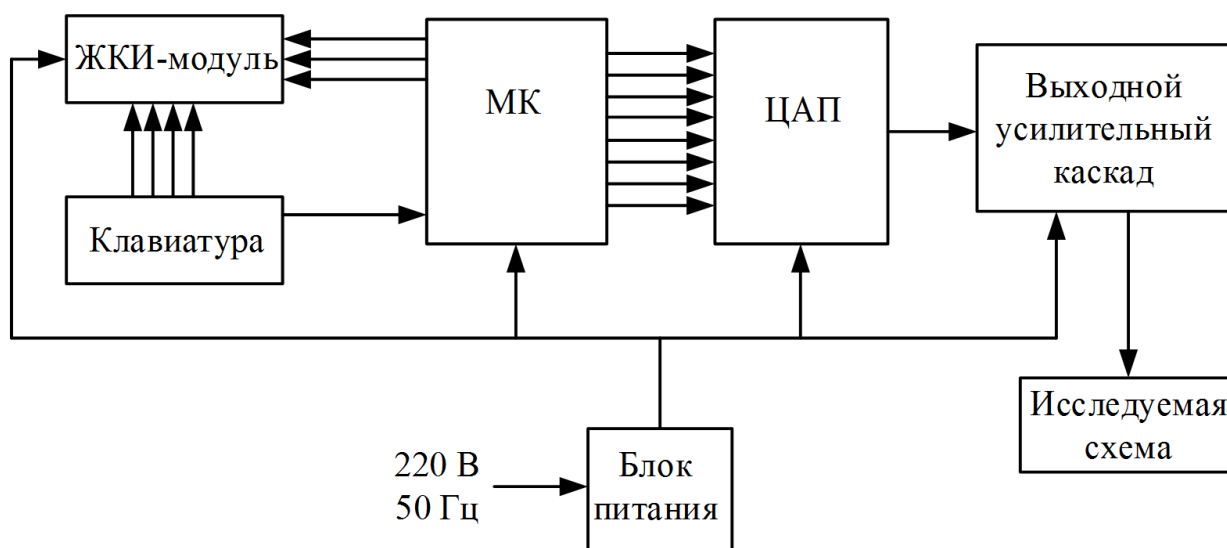 ЖКИ-модуль
МК
ЦАП
Выходной
усилительный
каскад
Клавиатура
Исследуемая
схема
220 В
50 Гц
Блок
питания